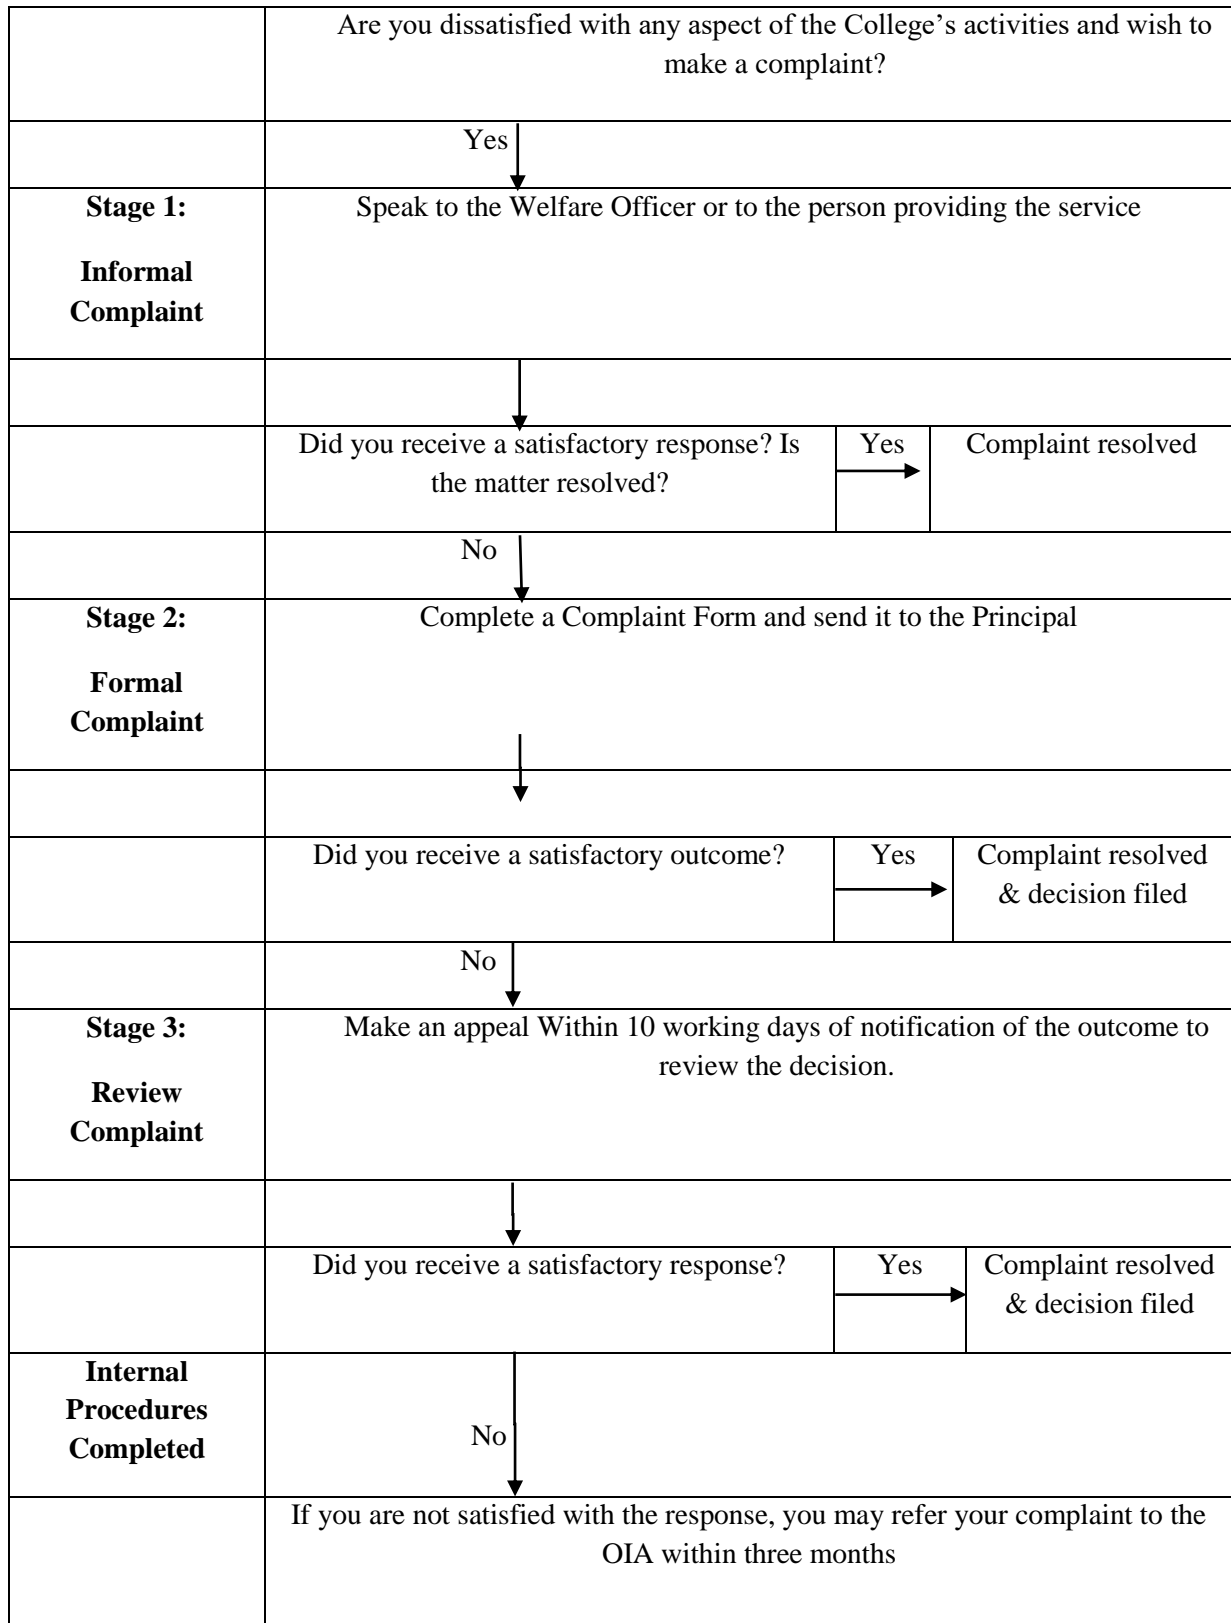 Are you dissatisfied with any aspect of the College’s activities and wish to
make a complaint?
Yes
Stage 1:
Informal
Complaint
Speak to the Welfare Officer or to the person providing the service
Did you receive a satisfactory response? Is
the matter resolved?
Yes
Complaint resolved
No
Stage 2:
Formal
Complaint
Complete a Complaint Form and send it to the Principal
Did you receive a satisfactory outcome?
Yes
Complaint resolved
& decision filed
No
Stage 3:
Review
Complaint
Make an appeal Within 10 working days of notification of the outcome to
review the decision.
Did you receive a satisfactory response?
Yes
Complaint resolved
& decision filed
Internal
Procedures
Completed
No
If you are not satisfied with the response, you may refer your complaint to the
OIA within three months